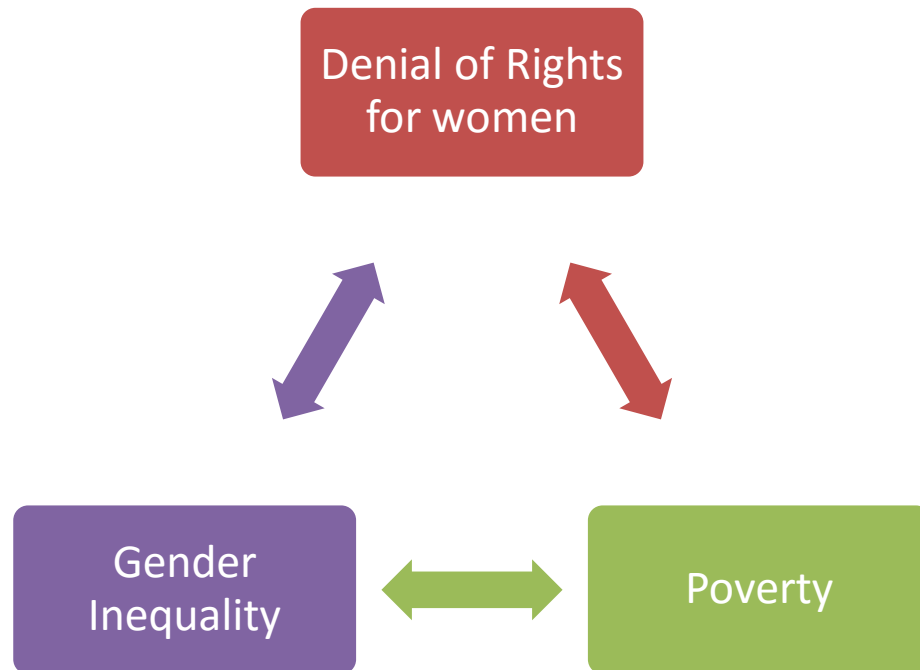 Denial of Rights
for women
Gender
Inequality
Poverty